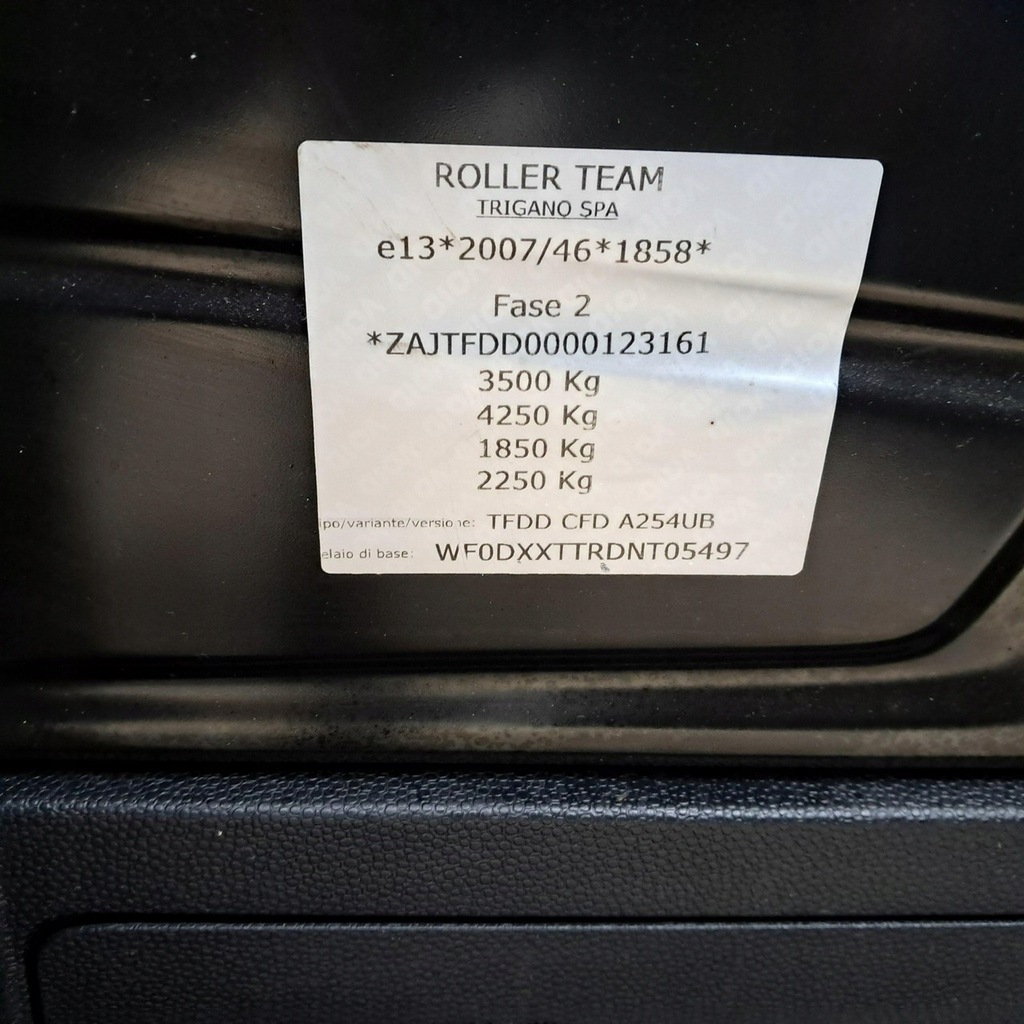 ROLLER TEAM
TRIGANO SPA
e13*2007/46*1858*
Fase 2
*ZAJTFDD0000123161
3500 Kg
4250 Kg
1850 Kg
2250 Kg
ipo/variante/versione: TFDD CFD A254UB
elaio di base: WF0DXXTTRDNT05497